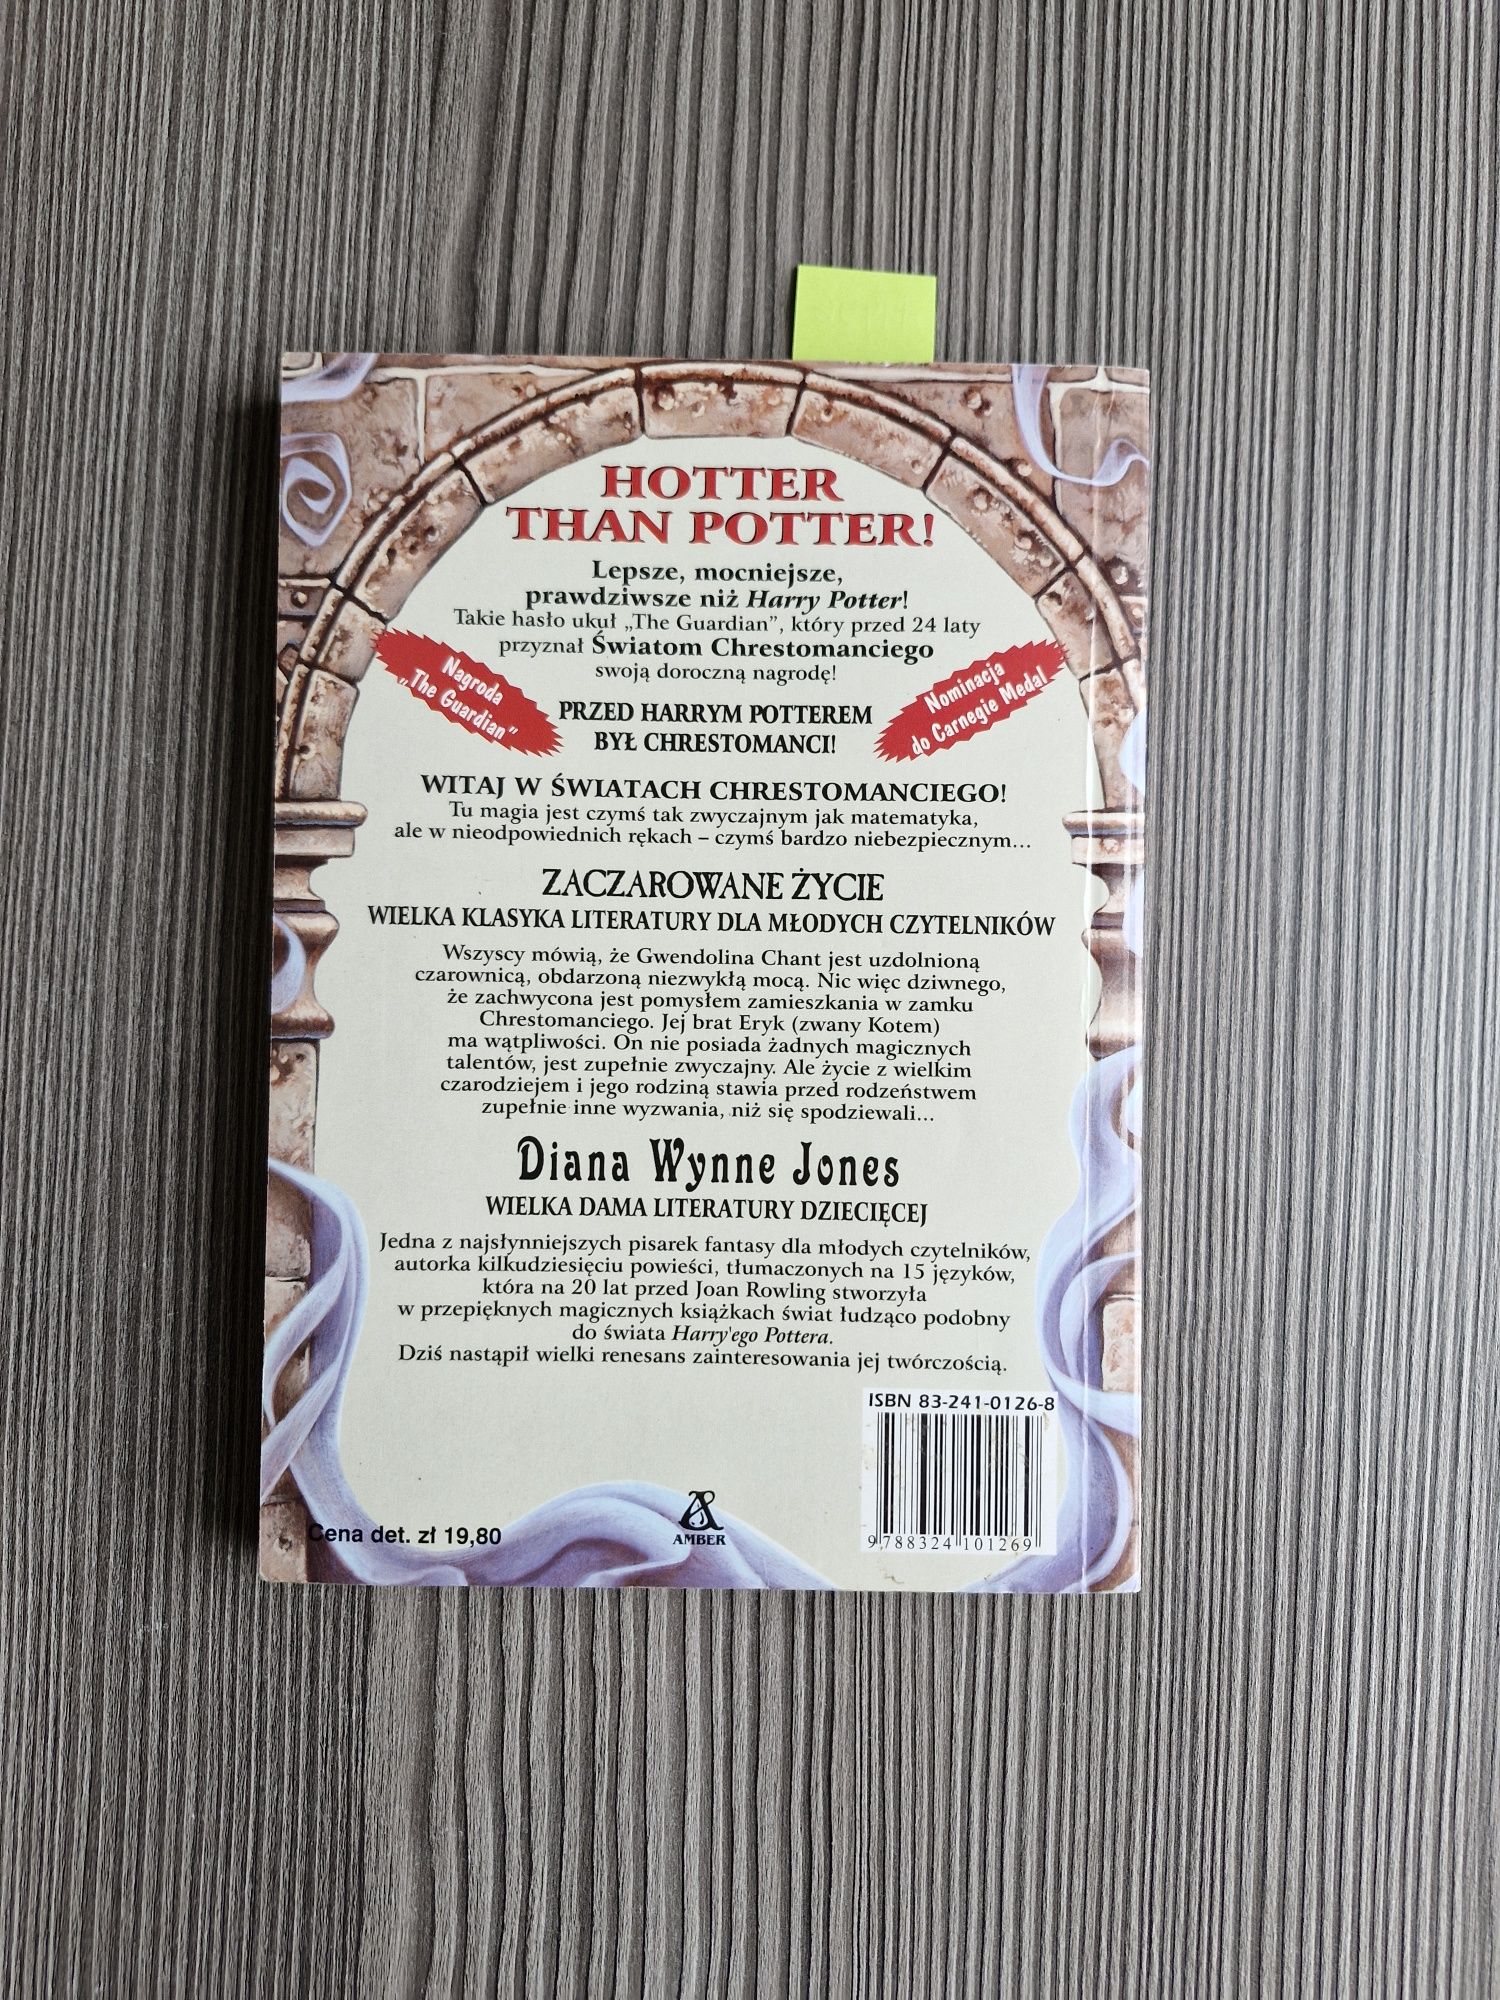 HOTTER
THAN POTTER!
Lepsze, mocniejsze,
prawdziwsze niż Harry Potter!
Takie hasło ukuł „The Guardian”, który przed 24 laty
przyznał Światom Chrestomanciego
swoją doroczną nagrodę!
Nagroda
„The Guardian”
Nominacja
do Carnegie Medal
PRZED HARRYM POTTEREM
BYŁ CHRESTOMANCI!
WITAJ W ŚWIATACH CHRESTOMANCIEGO!
Tu magia jest czymś tak zwyczajnym jak matematyka,
ale w nieodpowiednich rękach – czymś bardzo niebezpiecznym...
ZACZAROWANE ŻYCIE
WIELKA KLASYKA LITERATURY DLA MŁODYCH CZYTELNIKÓW
Wszyscy mówią, że Gwendolina Chant jest uzdolnioną
czarownicą, obdarzoną niezwykłą mocą. Nic więc dziwnego,
że zachwycona jest pomysłem zamieszkania w zamku
Chrestomanciego. Jej brat Eryk (zwany Kotem)
ma wątpliwości. On nie posiada żadnych magicznych
talentów, jest zupełnie zwyczajny. Ale życie z wielkim
czarodziejem i jego rodziną stawia przed rodzeństwem
zupełnie inne wyzwania, niż się spodziewali...
Diana Wynne Jones
WIELKA DAMA LITERATURY DZIECIĘCEJ
Jedna z najsłynniejszych pisarek fantasy dla młodych czytelników,
autorka kilkudziesięciu powieści, tłumaczonych na 15 języków,
która na 20 lat przed Joan Rowling stworzyła
w przepięknych magicznych książkach świat łudząco podobny
do świata Harry'ego Pottera.
Dziś nastąpił wielki renesans zainteresowania jej twórczością.
ISBN 83-241-0126-8
9 788324 101269
Cena det. zł 19,80
AMBER